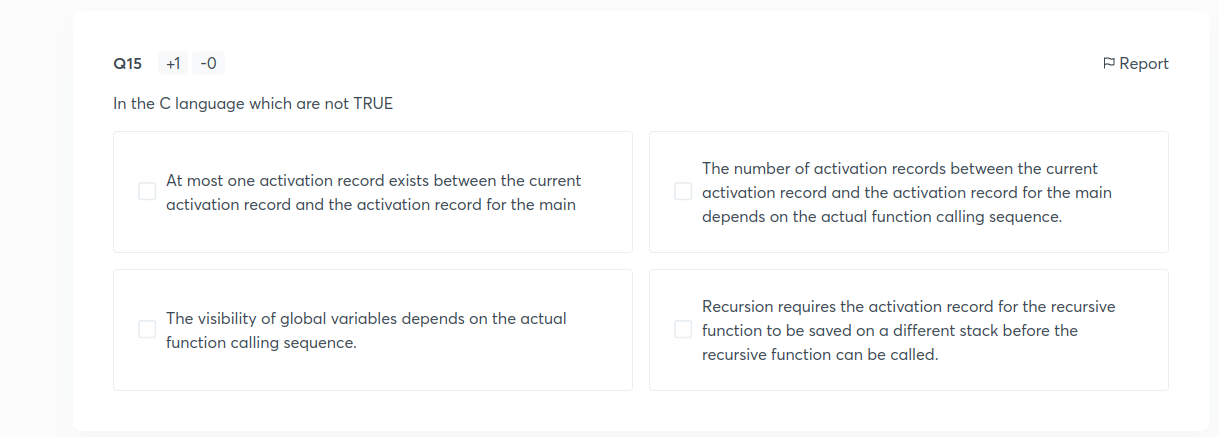 Q15 +1 -0 Report
In the C language which are not TRUE
At most one activation record exists between the current
activation record and the activation record for the main
The number of activation records between the current
activation record and the activation record for the main
depends on the actual function calling sequence.
The visibility of global variables depends on the actual
function calling sequence.
Recursion requires the activation record for the recursive
function to be saved on a different stack before the
recursive function can be called.